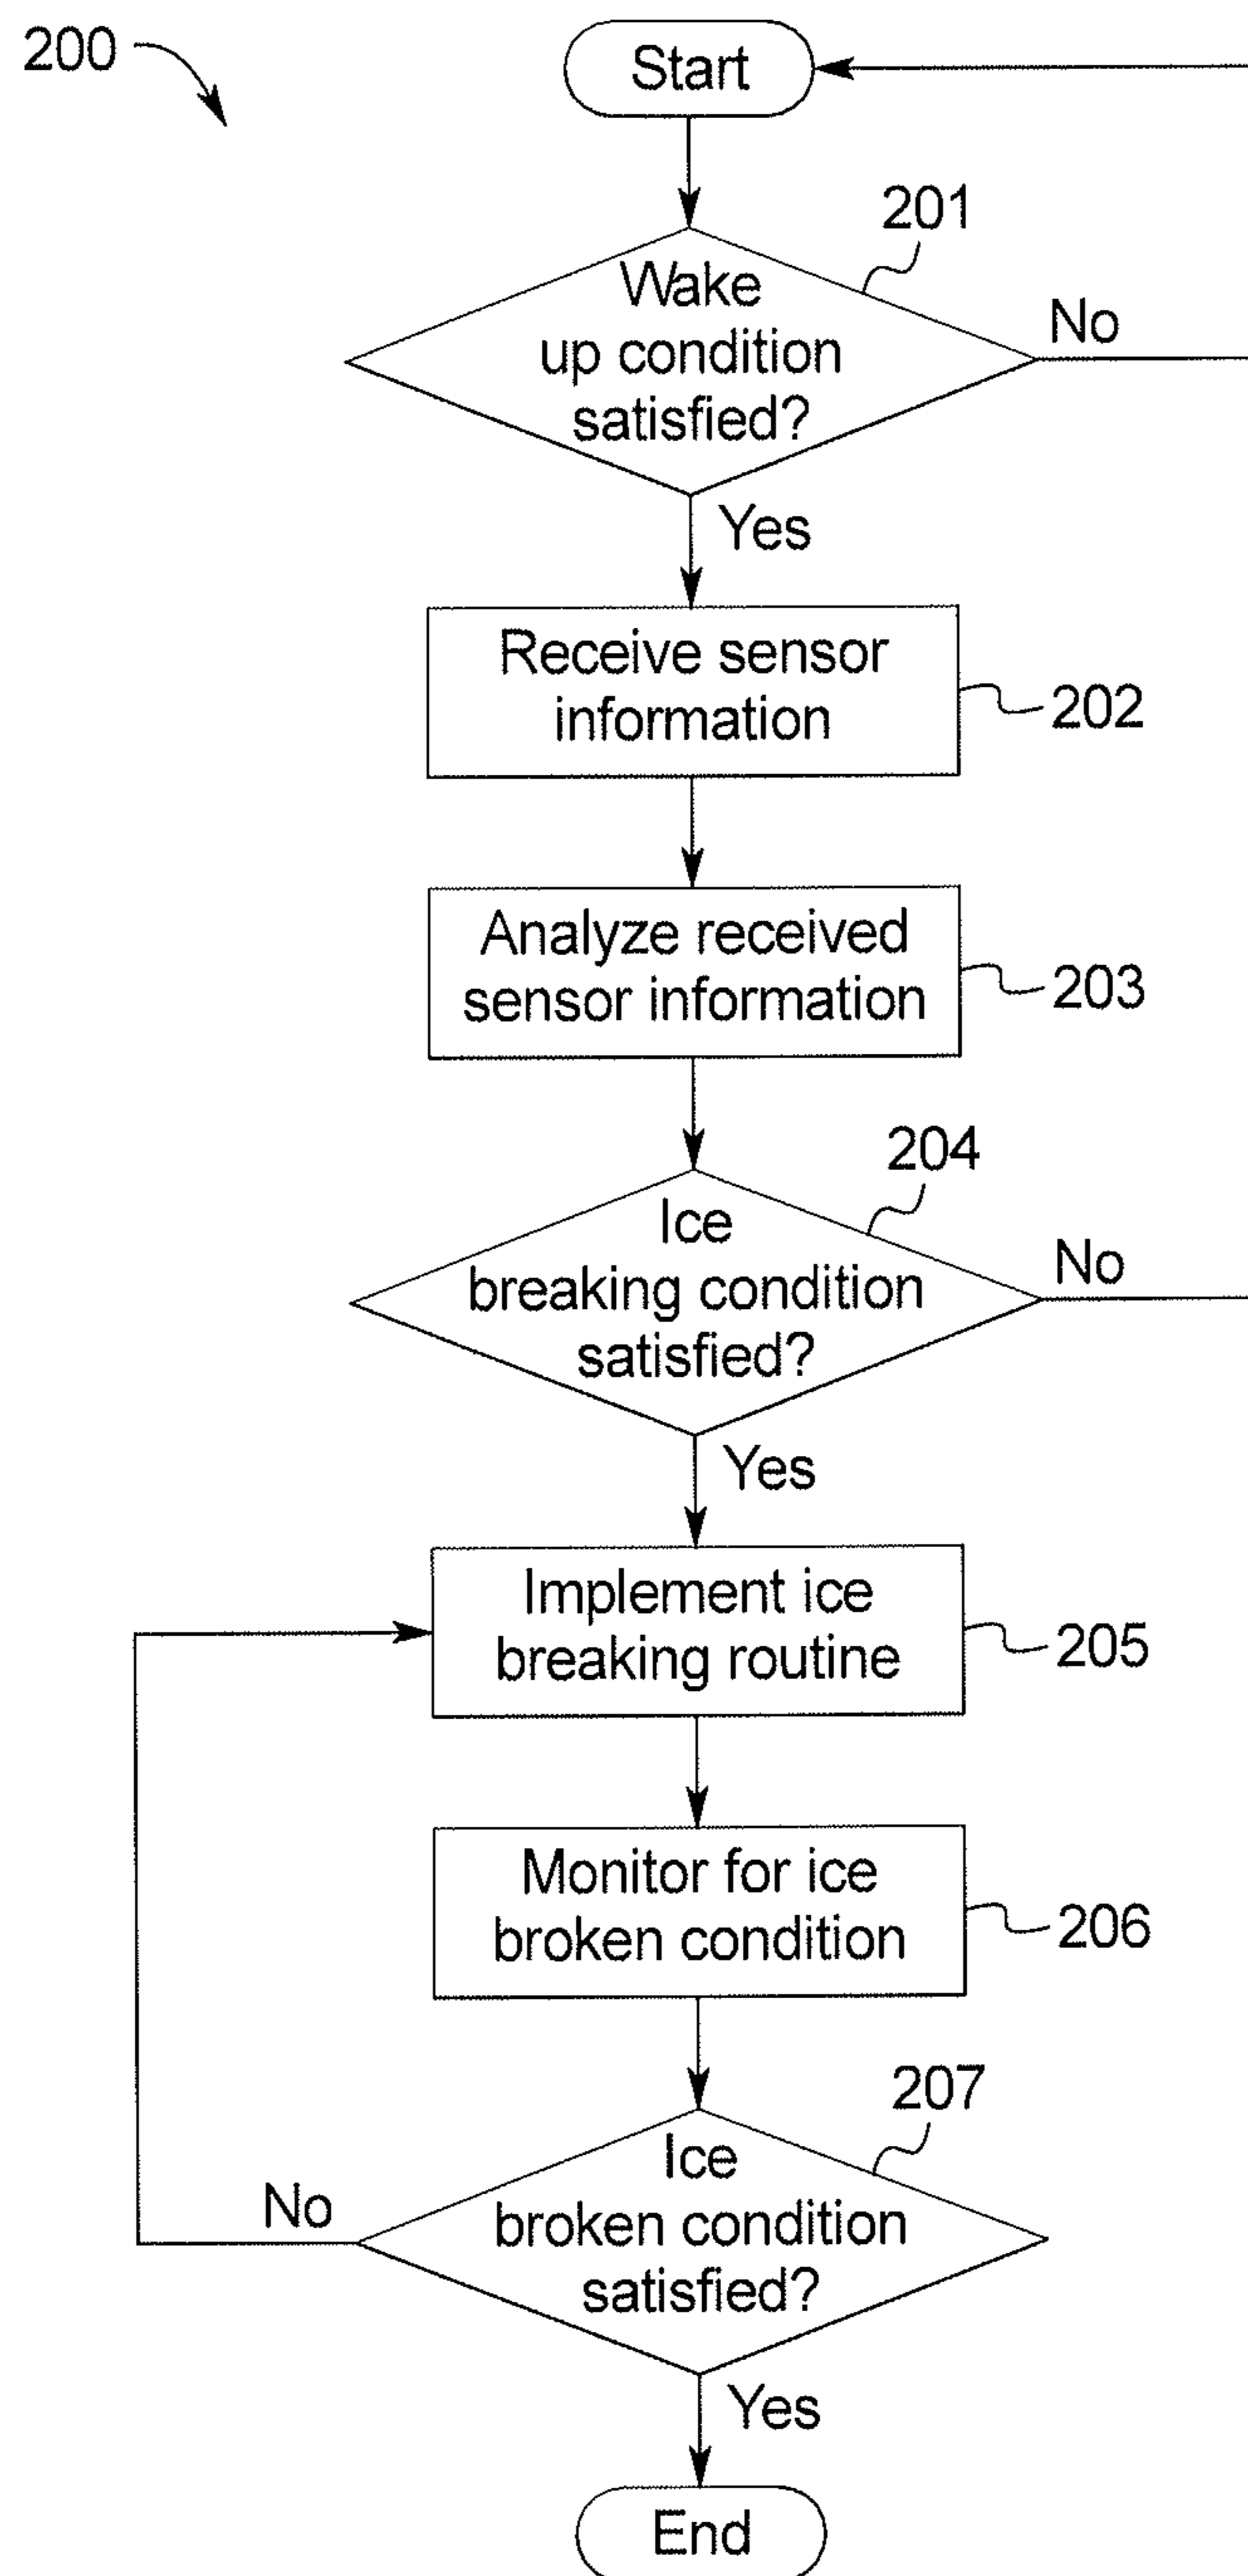 200
Start
201
Wake
up condition
satisfied?
No
Yes
Receive sensor
information
202
Analyze received
sensor information
203
204
Ice
breaking condition
satisfied?
No
Yes
Implement ice
breaking routine
205
Monitor for ice
broken condition
206
207
Ice
broken condition
satisfied?
No
Yes
End